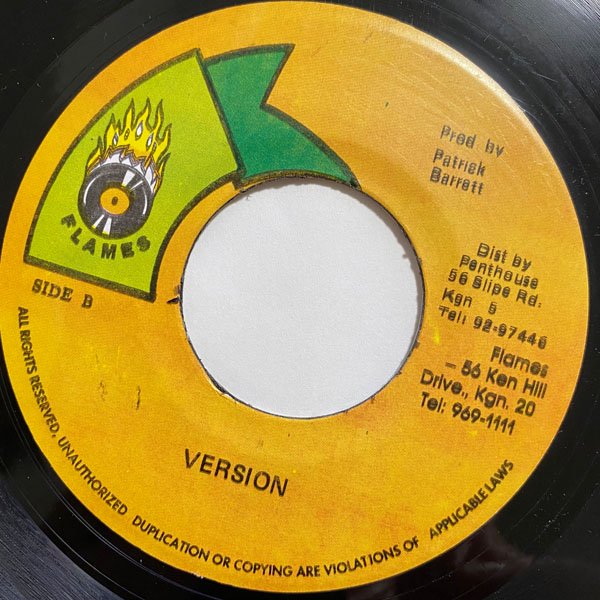 FLAMES
SIDE B
Prod by
Patrick
Barrett
Dist by
Penthouse
56 Slipe Rd.
Kgn 5
Tel: 92-97446
Flames
- 56 Ken Hill
Drive., Kgn. 20
Tel: 969-1111
VERSION
ALL RIGHTS RESERVED. UNAUTHORIZED DUPLICATION OR COPYING ARE VIOLATIONS OF APPLICABLE LAWS